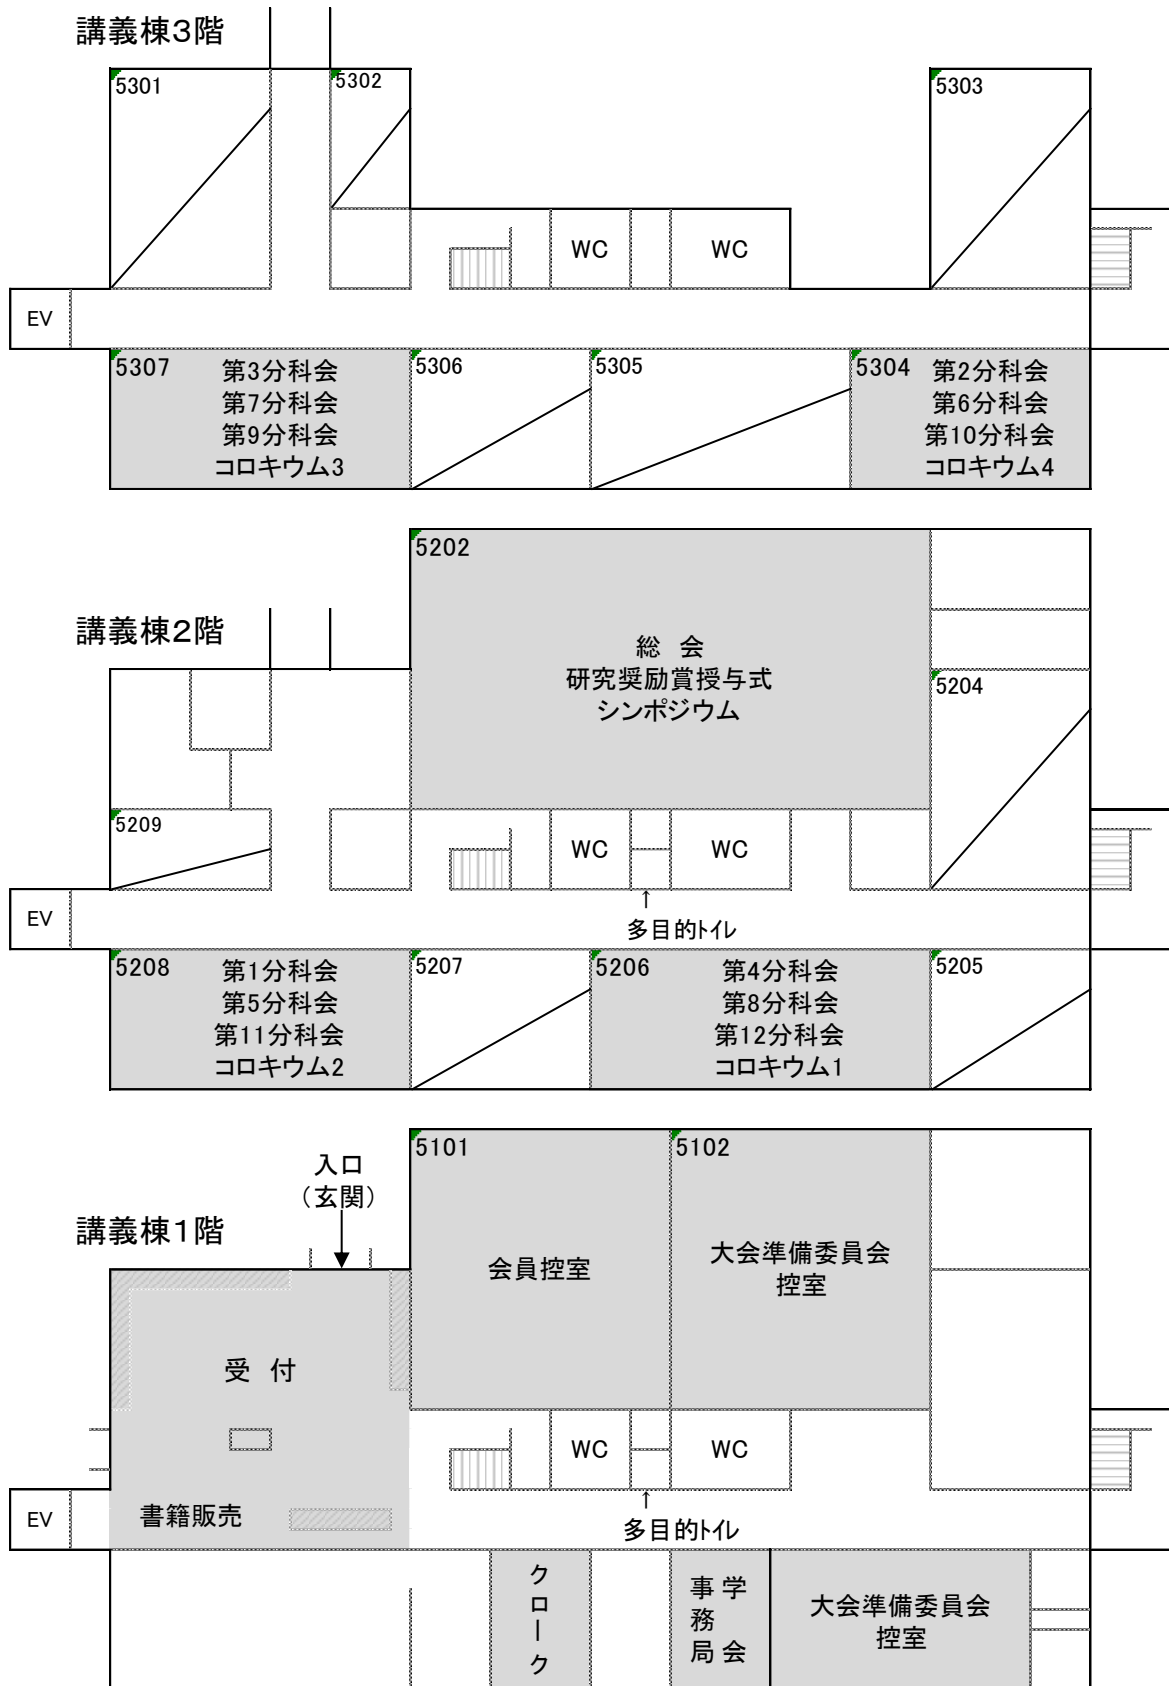 講義棟3階
5301
5302
5303
WC
WC
EV
5307
第3分科会
第7分科会
第9分科会
コロキウム3
5306
5305
5304
第2分科会
第6分科会
第10分科会
コロキウム4
講義棟2階
5202
総 会
研究奨励賞授与式
シンポジウム
5204
5209
WC
WC
EV
↑
多目的トイレ
5208
第1分科会
第5分科会
第11分科会
コロキウム2
5207
5206
第4分科会
第8分科会
第12分科会
コロキウム1
5205
講義棟1階
入口
(玄関)
5101
会員控室
5102
大会準備委員会
控室
受 付
WC
WC
EV
書籍販売
↑
多目的トイレ
クローク
学会
事務局
大会準備委員会
控室